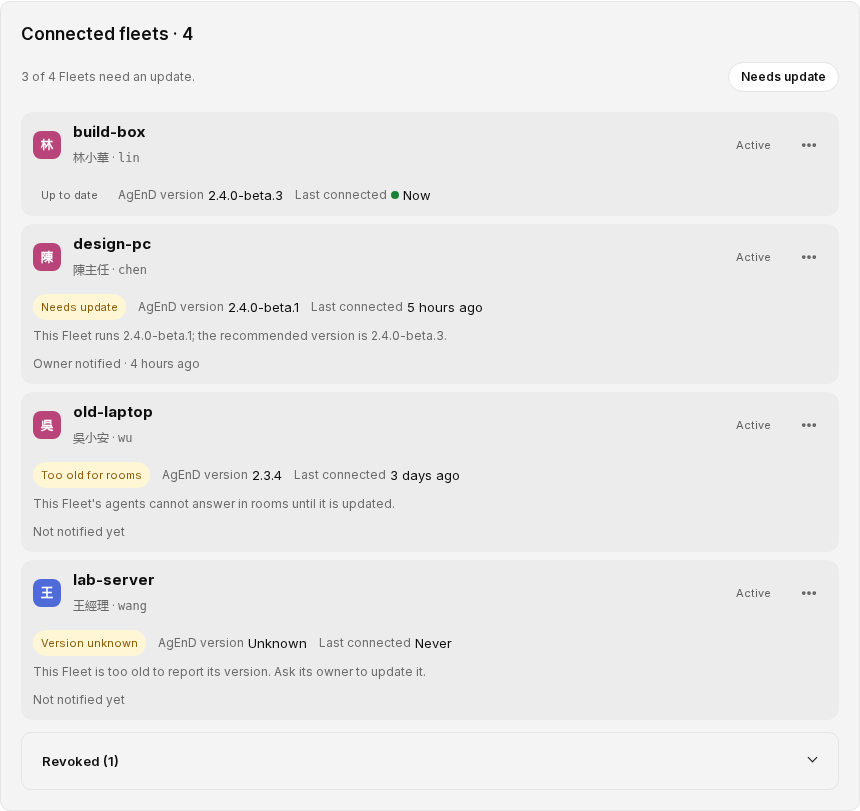 Connected fleets · 4
3 of 4 Fleets need an update.
Needs update
林
build-box
林小華 · lin
Active
Up to date AgEnD version 2.4.0-beta.3 Last connected Now
陳
design-pc
陳主任 · chen
Active
Needs update AgEnD version 2.4.0-beta.1 Last connected 5 hours ago
This Fleet runs 2.4.0-beta.1; the recommended version is 2.4.0-beta.3.
Owner notified · 4 hours ago
吳
old-laptop
吳小安 · wu
Active
Too old for rooms AgEnD version 2.3.4 Last connected 3 days ago
This Fleet's agents cannot answer in rooms until it is updated.
Not notified yet
王
lab-server
王經理 · wang
Active
Version unknown AgEnD version Unknown Last connected Never
This Fleet is too old to report its version. Ask its owner to update it.
Not notified yet
Revoked (1)